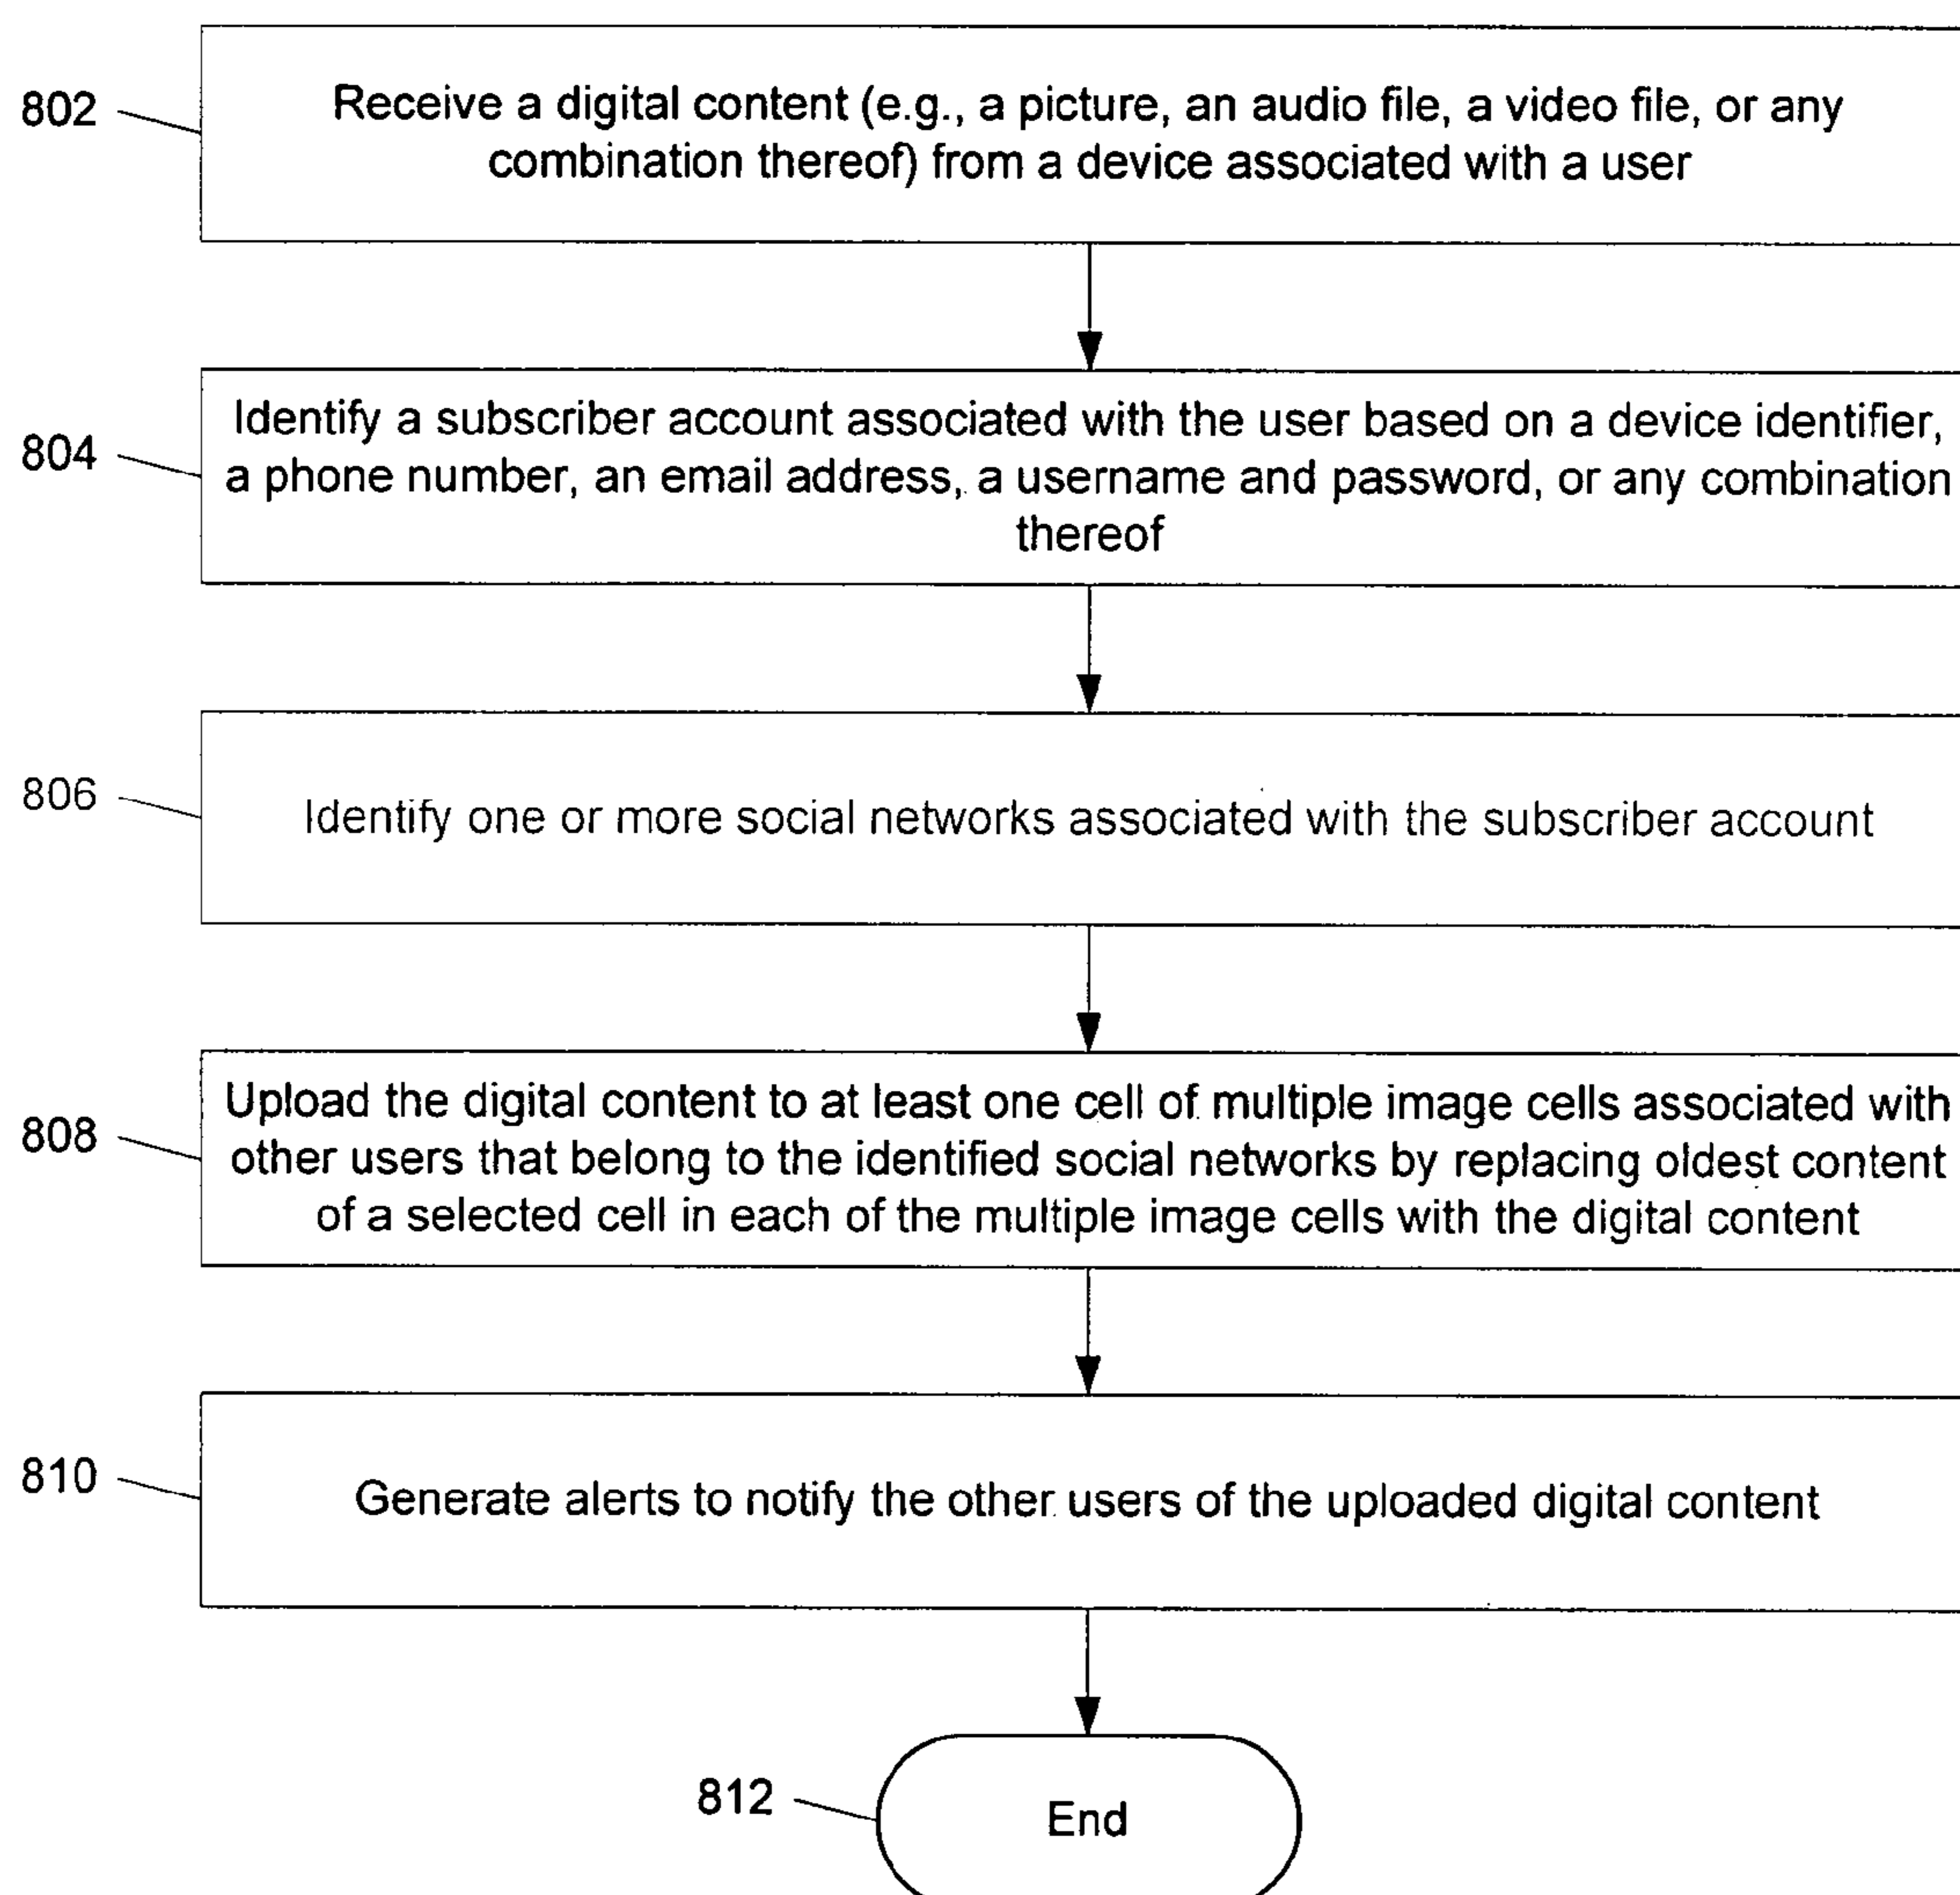 802
Receive a digital content (e.g., a picture, an audio file, a video file, or any
combination thereof) from a device associated with a user
804
Identify a subscriber account associated with the user based on a device identifier,
a phone number, an email address, a username and password, or any combination
thereof
806
Identify one or more social networks associated with the subscriber account
808
Upload the digital content to at least one cell of multiple image cells associated with
other users that belong to the identified social networks by replacing oldest content
of a selected cell in each of the multiple image cells with the digital content
810
Generate alerts to notify the other users of the uploaded digital content
812
End